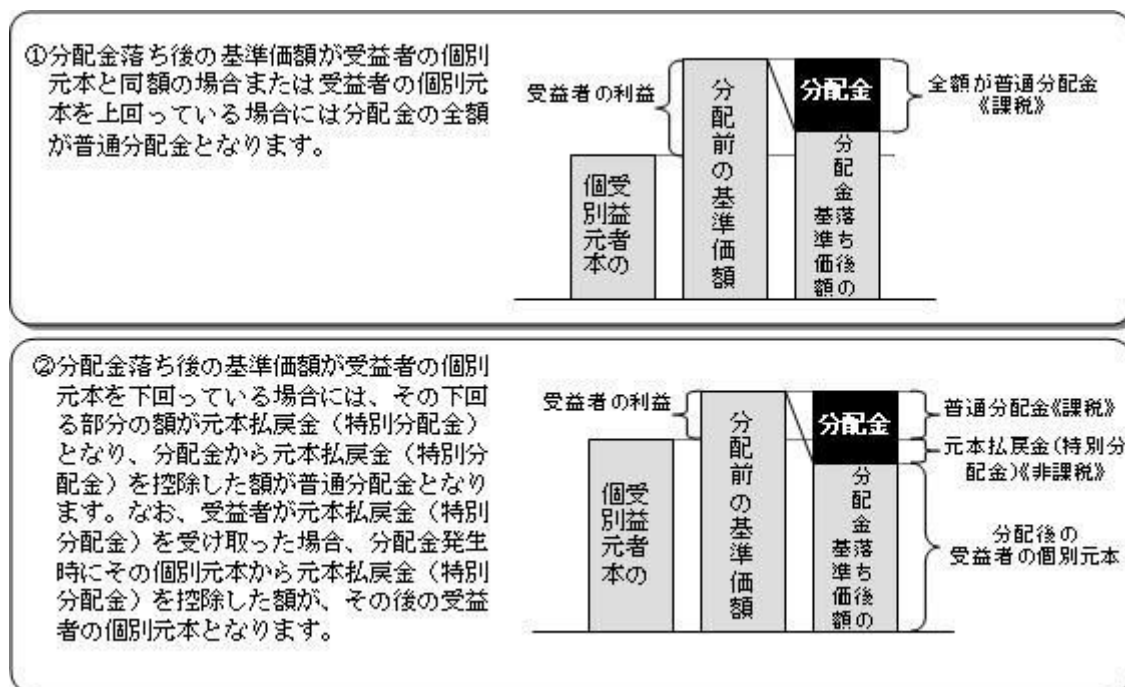 ①分配金落ち後の基準価額が受益者の個別
元本と同額の場合または受益者の個別元
本を上回っている場合には分配金の全額
が普通分配金となります。
受益者の利益
受益者の
個別元本
分配前の基準価額
分配金
分配金落ち後の
基準価額
全額が普通分配金
《課税》
②分配金落ち後の基準価額が受益者の個別
元本を下回っている場合には、その下回
る部分の額が元本払戻金（特別分配金）
となり、分配金から元本払戻金（特別分
配金）を控除した額が普通分配金となり
ます。なお、受益者が元本払戻金（特別
分配金）を受け取った場合、分配金発生
時にその個別元本から元本払戻金（特別
分配金）を控除した額が、その後の受益
者の個別元本となります。
受益者の利益
受益者の
個別元本
分配前の基準価額
分配金
分配金落ち後の
基準価額
普通分配金《課税》
元本払戻金（特別分
配金）《非課税》
分配後の
受益者の個別元本